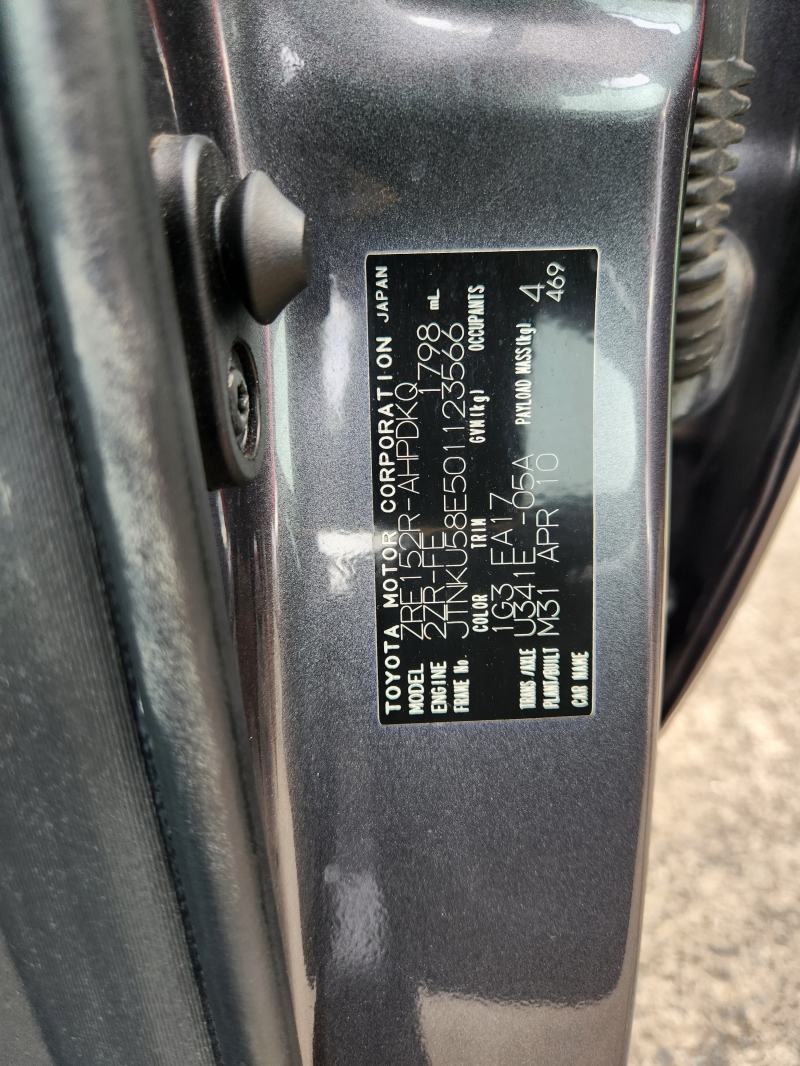 TOYOTA MOTOR CORPORATION JAPAN
MODEL ZRE152R-AHPDKQ
ENGINE 2ZR-FE 1798 mL
FRAME No. JTNKU58E501123566
COLOR TRIM GVM(kg) OCCUPANTS
1G3 EA17 4
TRANS/AXLE U341E -05A PAYLOAD MASS(kg) 469
PLANT/BUILT M31 APR 10
CAR NAME